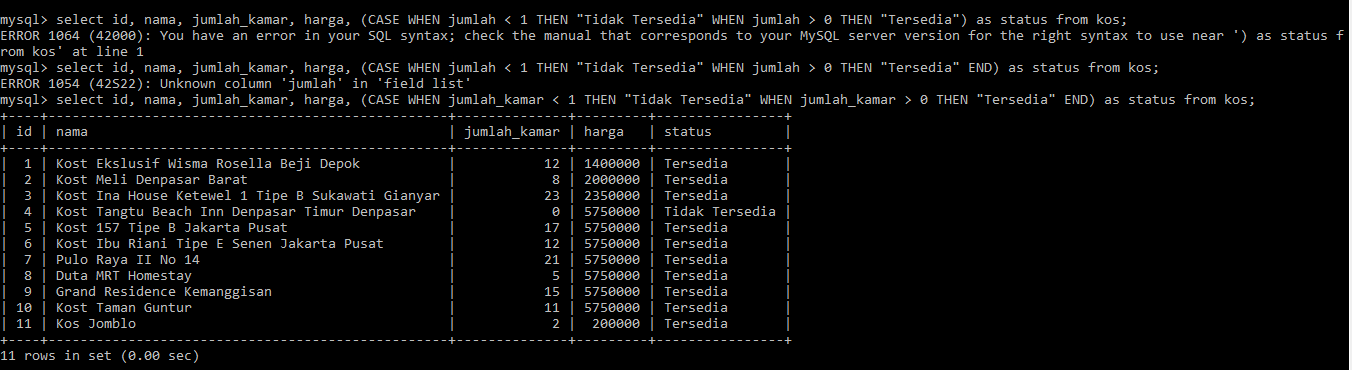 mysql> select id, nama, jumlah_kamar, harga, (CASE WHEN jumlah < 1 THEN "Tidak Tersedia" WHEN jumlah > 0 THEN "Tersedia") as status from kos;
ERROR 1064 (42000): You have an error in your SQL syntax; check the manual that corresponds to your MySQL server version for the right syntax to use near ') as status f
rom kos' at line 1
mysql> select id, nama, jumlah_kamar, harga, (CASE WHEN jumlah < 1 THEN "Tidak Tersedia" WHEN jumlah > 0 THEN "Tersedia" END) as status from kos;
ERROR 1054 (42S22): Unknown column 'jumlah' in 'field list'
mysql> select id, nama, jumlah_kamar, harga, (CASE WHEN jumlah_kamar < 1 THEN "Tidak Tersedia" WHEN jumlah_kamar > 0 THEN "Tersedia" END) as status from kos;
+----+--------------------------------------------------+--------------+---------+----------------+
| id | nama                                             | jumlah_kamar | harga   | status         |
+----+--------------------------------------------------+--------------+---------+----------------+
|  1 | Kost Ekslusif Wisma Rosella Beji Depok           |           12 | 1400000 | Tersedia       |
|  2 | Kost Meli Denpasar Barat                         |            8 | 2000000 | Tersedia       |
|  3 | Kost Ina House Ketewel 1 Tipe B Sukawati Gianyar |           23 | 2350000 | Tersedia       |
|  4 | Kost Tangtu Beach Inn Denpasar Timur Denpasar    |            0 | 5750000 | Tidak Tersedia |
|  5 | Kost 157 Tipe B Jakarta Pusat                    |           17 | 5750000 | Tersedia       |
|  6 | Kost Ibu Riani Tipe E Senen Jakarta Pusat        |           12 | 5750000 | Tersedia       |
|  7 | Pulo Raya II No 14                               |           21 | 5750000 | Tersedia       |
|  8 | Duta MRT Homestay                                |            5 | 5750000 | Tersedia       |
|  9 | Grand Residence Kemanggisan                      |           15 | 5750000 | Tersedia       |
| 10 | Kost Taman Guntur                                |           11 | 5750000 | Tersedia       |
| 11 | Kos Jomblo                                       |            2 |  200000 | Tersedia       |
+----+--------------------------------------------------+--------------+---------+----------------+
11 rows in set (0.00 sec)